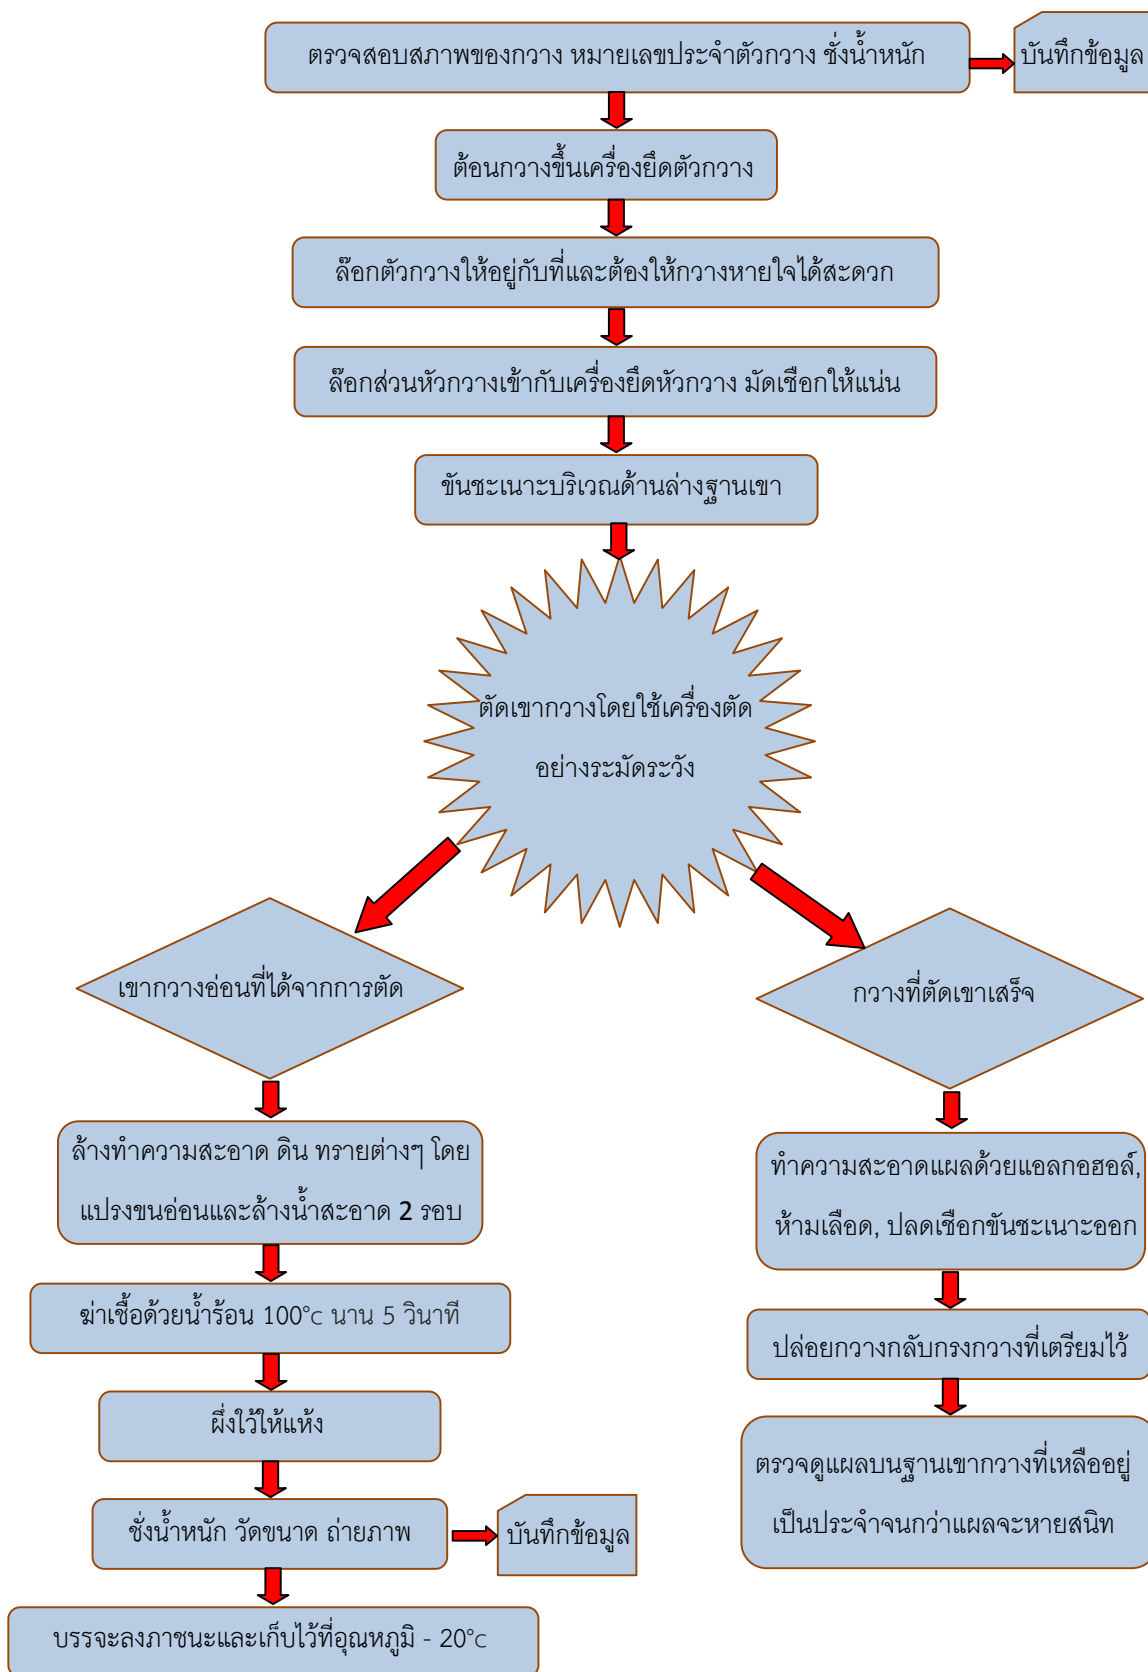 ตรวจสอบสภาพของกวาง หมายเลขประจำตัวกวาง ชั่งน้ำหนัก
บันทึกข้อมูล
ต้อนกวางขึ้นเครื่องยึดตัวกวาง
ล๊อกตัวกวางให้อยู่กับที่และต้องให้กวางหายใจได้สะดวก
ล๊อกส่วนหัวกวางเข้ากับเครื่องยึดหัวกวาง มัดเชือกให้แน่น
ขันชะเนาะบริเวณด้านล่างฐานเขา
ตัดเขากวางโดยใช้เครื่องตัด
อย่างระมัดระวัง
เขากวางอ่อนที่ได้จากการตัด
ล้างทำความสะอาด ดิน ทรายต่างๆ โดย
แปรงขนอ่อนและล้างน้ำสะอาด 2 รอบ
ฆ่าเชื้อด้วยน้ำร้อน 100°c นาน 5 วินาที
ผึ่งใว้ให้แห้ง
ชั่งน้ำหนัก วัดขนาด ถ่ายภาพ
บันทึกข้อมูล
บรรจะลงภาชนะและเก็บไว้ที่อุณหภูมิ - 20°c
กวางที่ตัดเขาเสร็จ
ทำความสะอาดแผลด้วยแอลกอฮอล์,
ห้ามเลือด, ปลดเชือกขันชะเนาะออก
ปล่อยกวางกลับกรงกวางที่เตรียมไว้
ตรวจดูแผลบนฐานเขากวางที่เหลืออยู่
เป็นประจำจนกว่าแผลจะหายสนิท